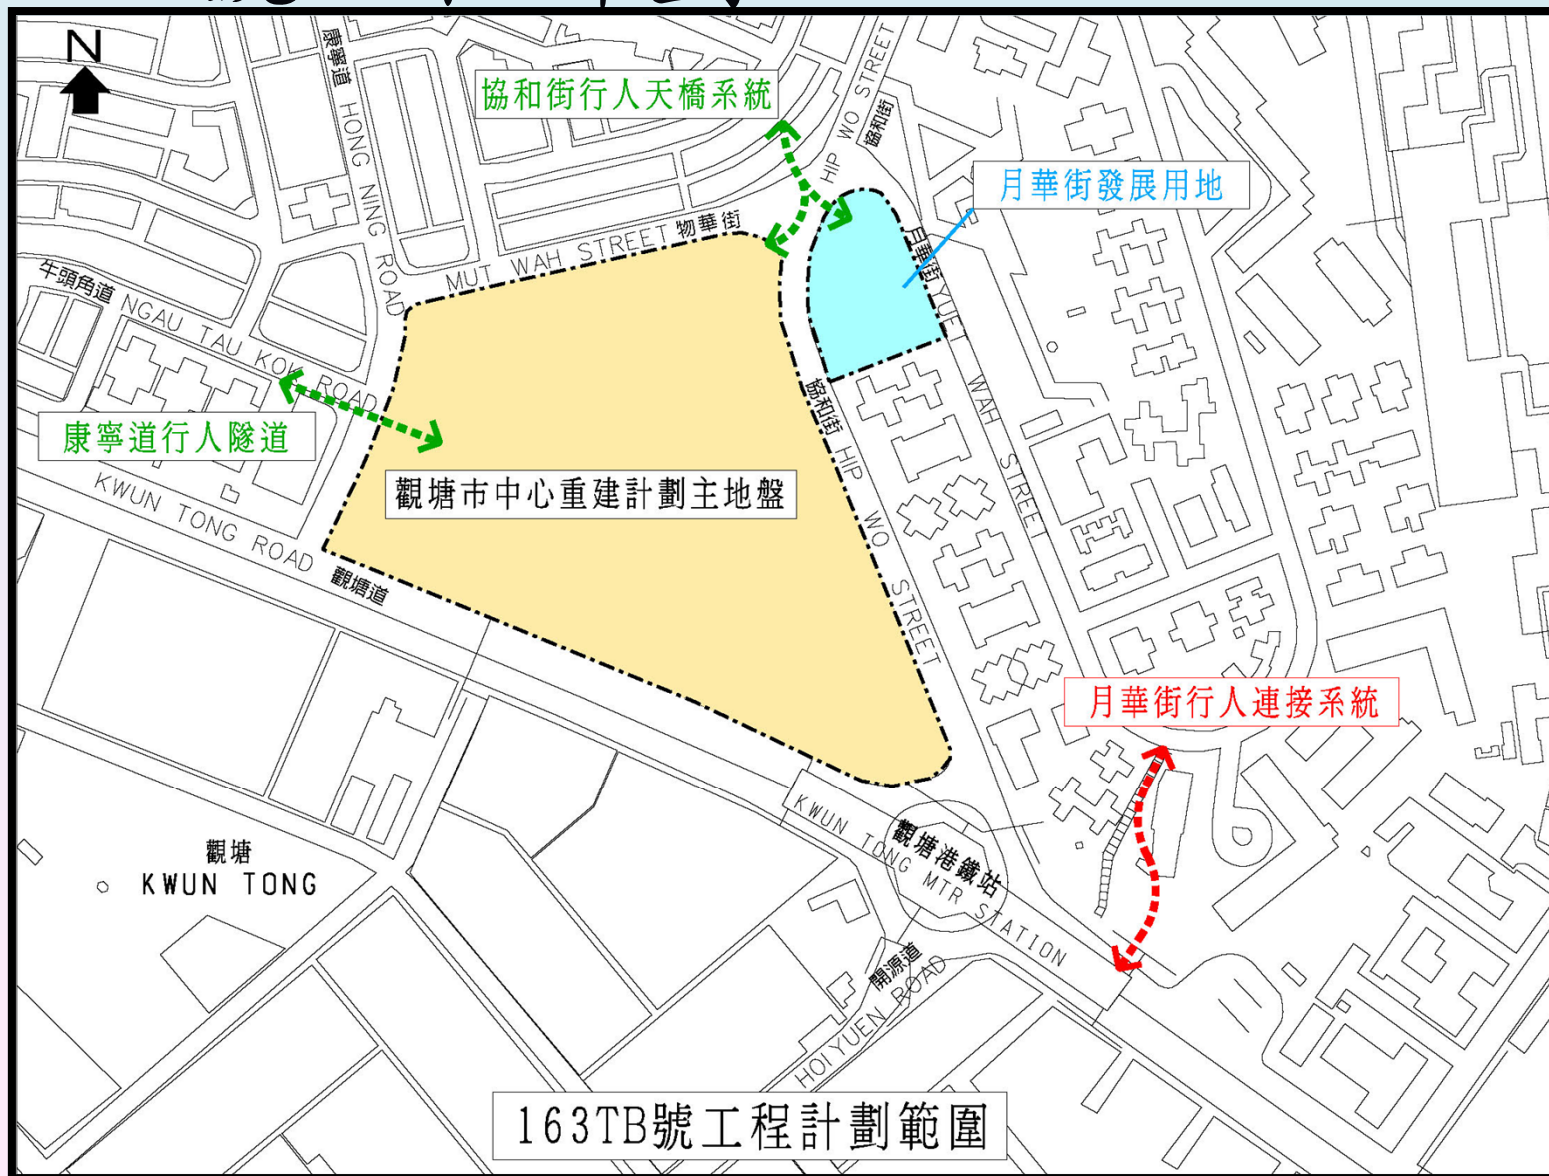 N
康寧道 HONG NING ROAD
協和街行人天橋系統
HIP WO STREET
協和街
月華街發展用地
物華街
MUT WAH STREET
月華街 YUET WAH STREET
牛頭角道 NGAU TAU KOK ROAD
康寧道行人隧道
協和街 HIP WO STREET
觀塘市中心重建計劃主地盤
KWUN TONG ROAD 觀塘道
月華街行人連接系統
觀塘
KWUN TONG
觀塘港鐵站
KWUN TONG MTR STATION
開源道
HOI YUEN ROAD
163TB號工程計劃範圍